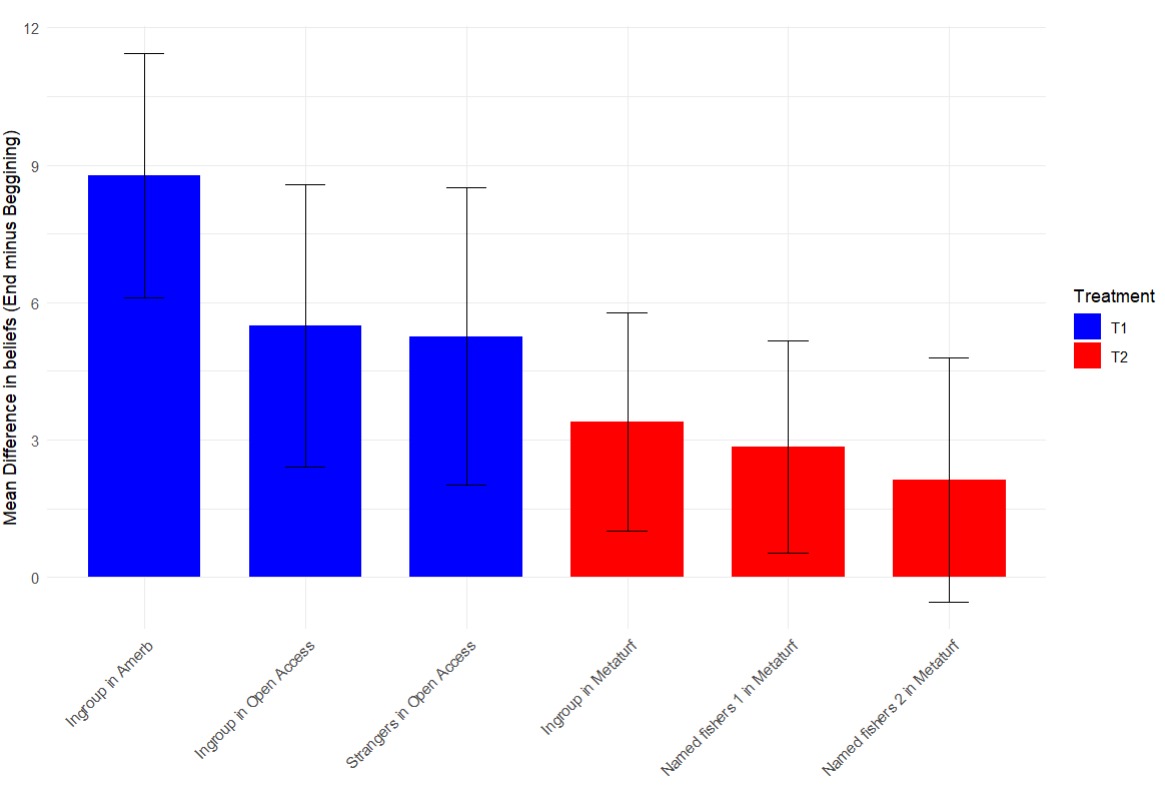 12
9
6
3
0
Mean Difference in beliefs (End minus Beggining)
Ingroup in Amerb
Ingroup in Open Access
Strangers in Open Access
Ingroup in Metaturf
Named fishers 1 in Metaturf
Named fishers 2 in Metaturf
Treatment
T1
T2